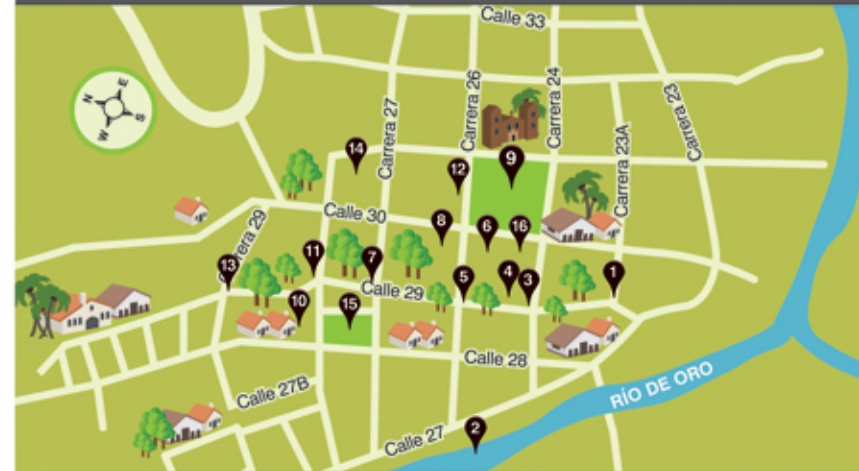 Calle 33
E
N
S
W
Carrera 27
Carrera 26
Carrera 24
Carrera 23
Carrera 23A
14
12
9
Calle 30
8
6
16
Carrera 29
13
11
7
5
4
3
1
Calle 29
10
15
Calle 28
RÍO DE ORO
Calle 27B
Calle 27
2